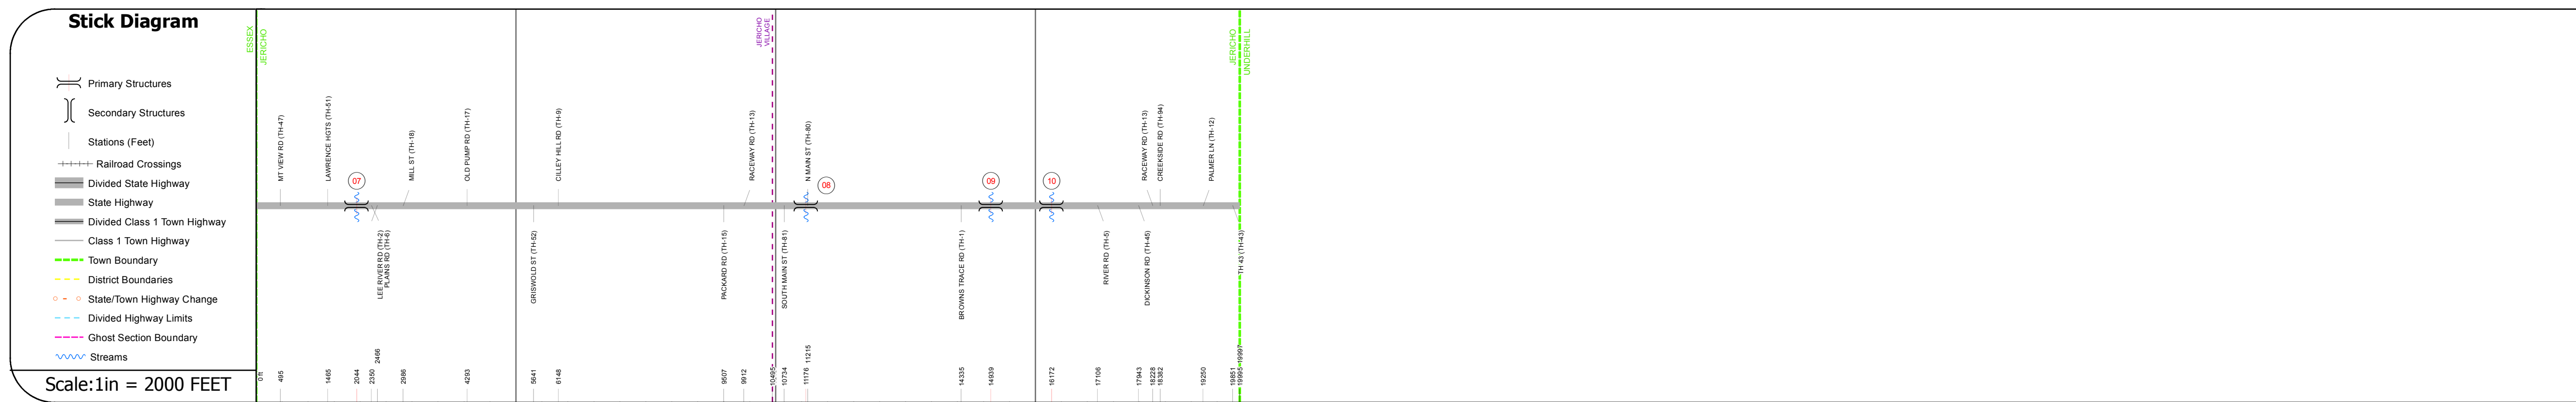 Stick Diagram
Primary Structures
Secondary Structures
Stations (Feet)
Railroad Crossings
Divided State Highway
State Highway
Divided Class 1 Town Highway
Class 1 Town Highway
Town Boundary
District Boundaries
State/Town Highway Change
Divided Highway Limits
Ghost Section Boundary
Streams
Scale:1in = 2000 FEET
ESSEX
JERICHO
JERICHO
VILLAGE
JERICHO
UNDERHILL
MT VIEW RD (TH-47)
LAWRENCE HGTS (TH-51)
07
MILL ST (TH-18)
OLD PUMP RD (TH-17)
CILLEY HILL RD (TH-9)
RACEWAY RD (TH-13)
N MAIN ST (TH-80)
08
09
10
RACEWAY RD (TH-13)
CREEKSIDE RD (TH-94)
PALMER LN (TH-12)
LEE RIVER RD (TH-2)
PLAINS RD (TH-6)
GRISWOLD ST (TH-52)
PACKARD RD (TH-15)
SOUTH MAIN ST (TH-81)
BROWNS TRACE RD (TH-1)
RIVER RD (TH-5)
DICKINSON RD (TH-45)
TH 43 (TH-43)
0 ft
495
1465
2044
2350
2466
2986
4293
5641
6148
9507
9912
10495
10734
11176
11215
14335
14939
16172
17106
17943
18228
18382
19250
19851
19995
19997